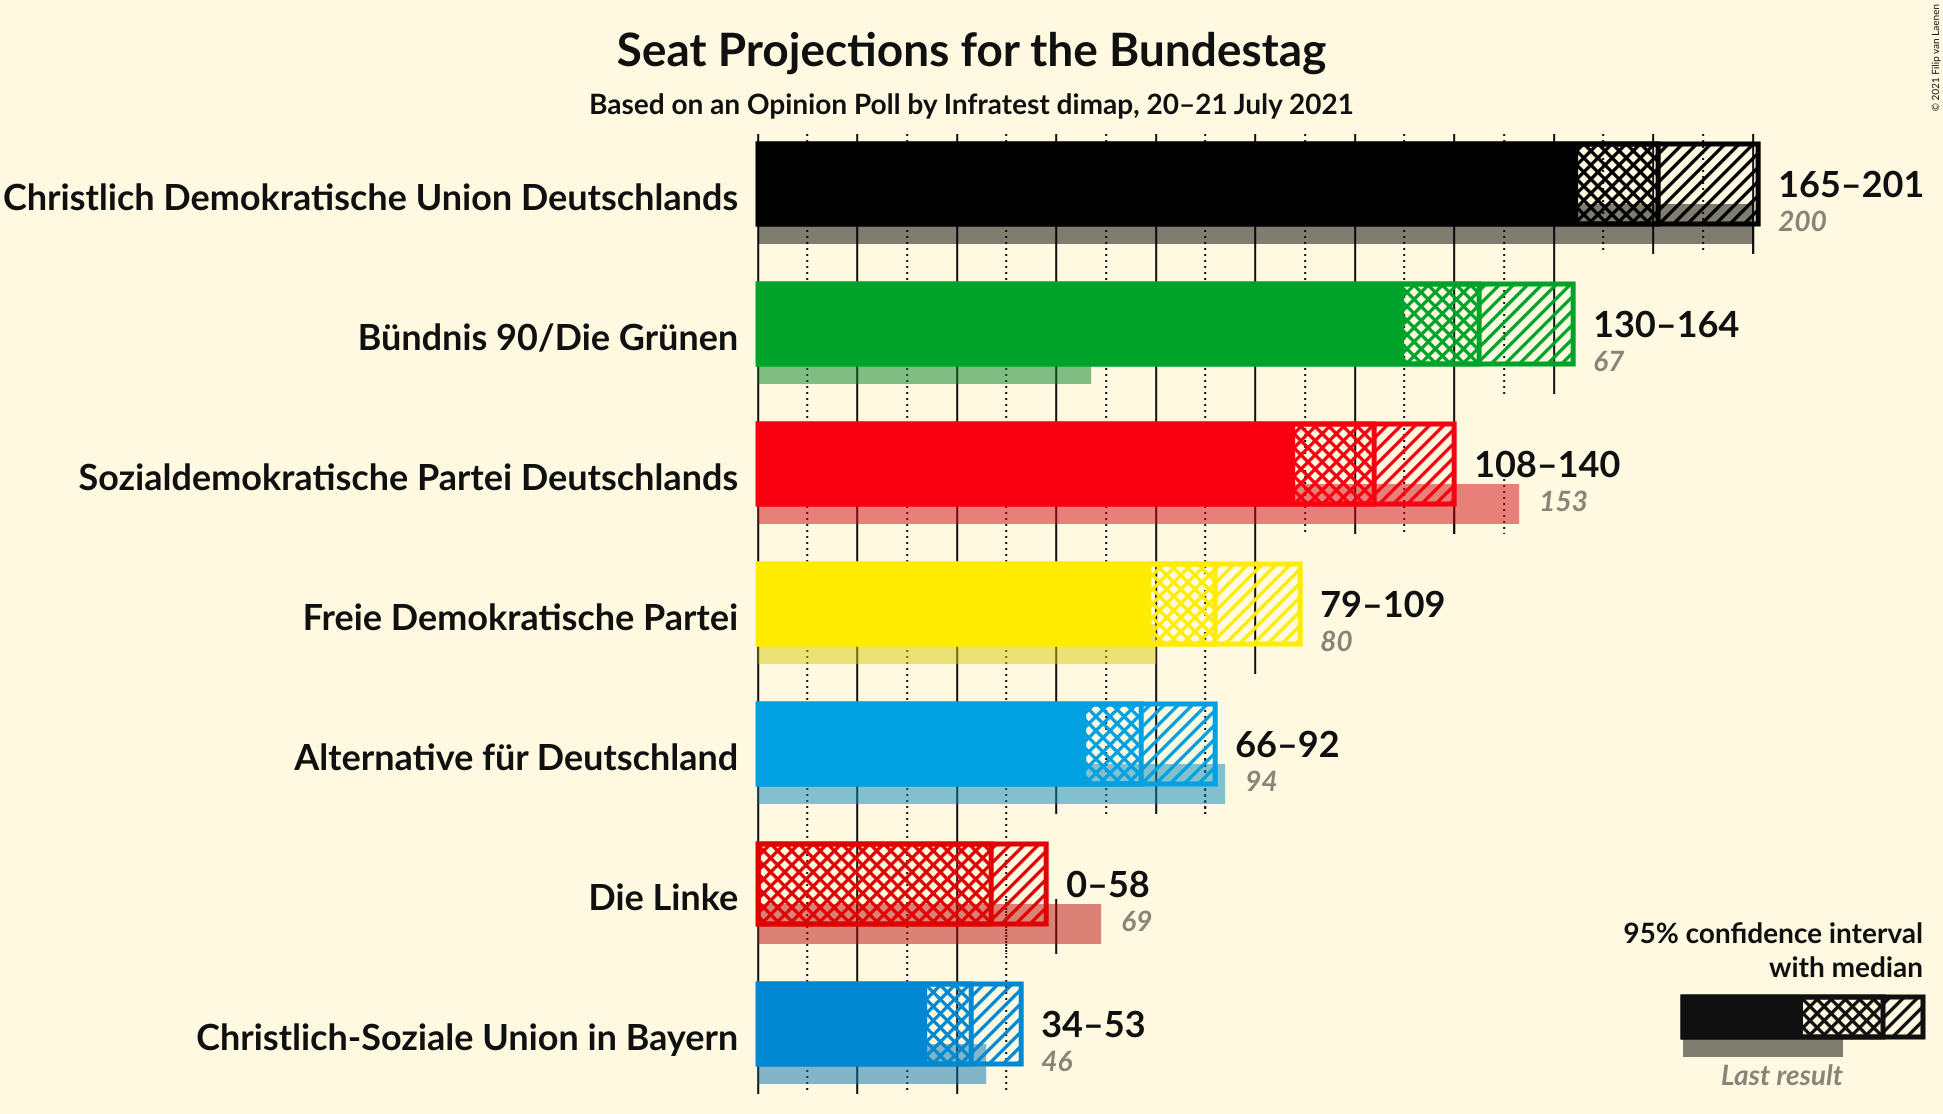 Seat Projections for the Bundestag
Based on an Opinion Poll by Infratest dimap, 20–21 July 2021
© 2021 Filip van Laenen
Christlich Demokratische Union Deutschlands
165–201
200
Bündnis 90/Die Grünen
130–164
67
Sozialdemokratische Partei Deutschlands
108–140
153
Freie Demokratische Partei
79–109
80
Alternative für Deutschland
66–92
94
Die Linke
0–58
69
Christlich-Soziale Union in Bayern
34–53
46
95% confidence interval
with median
Last result